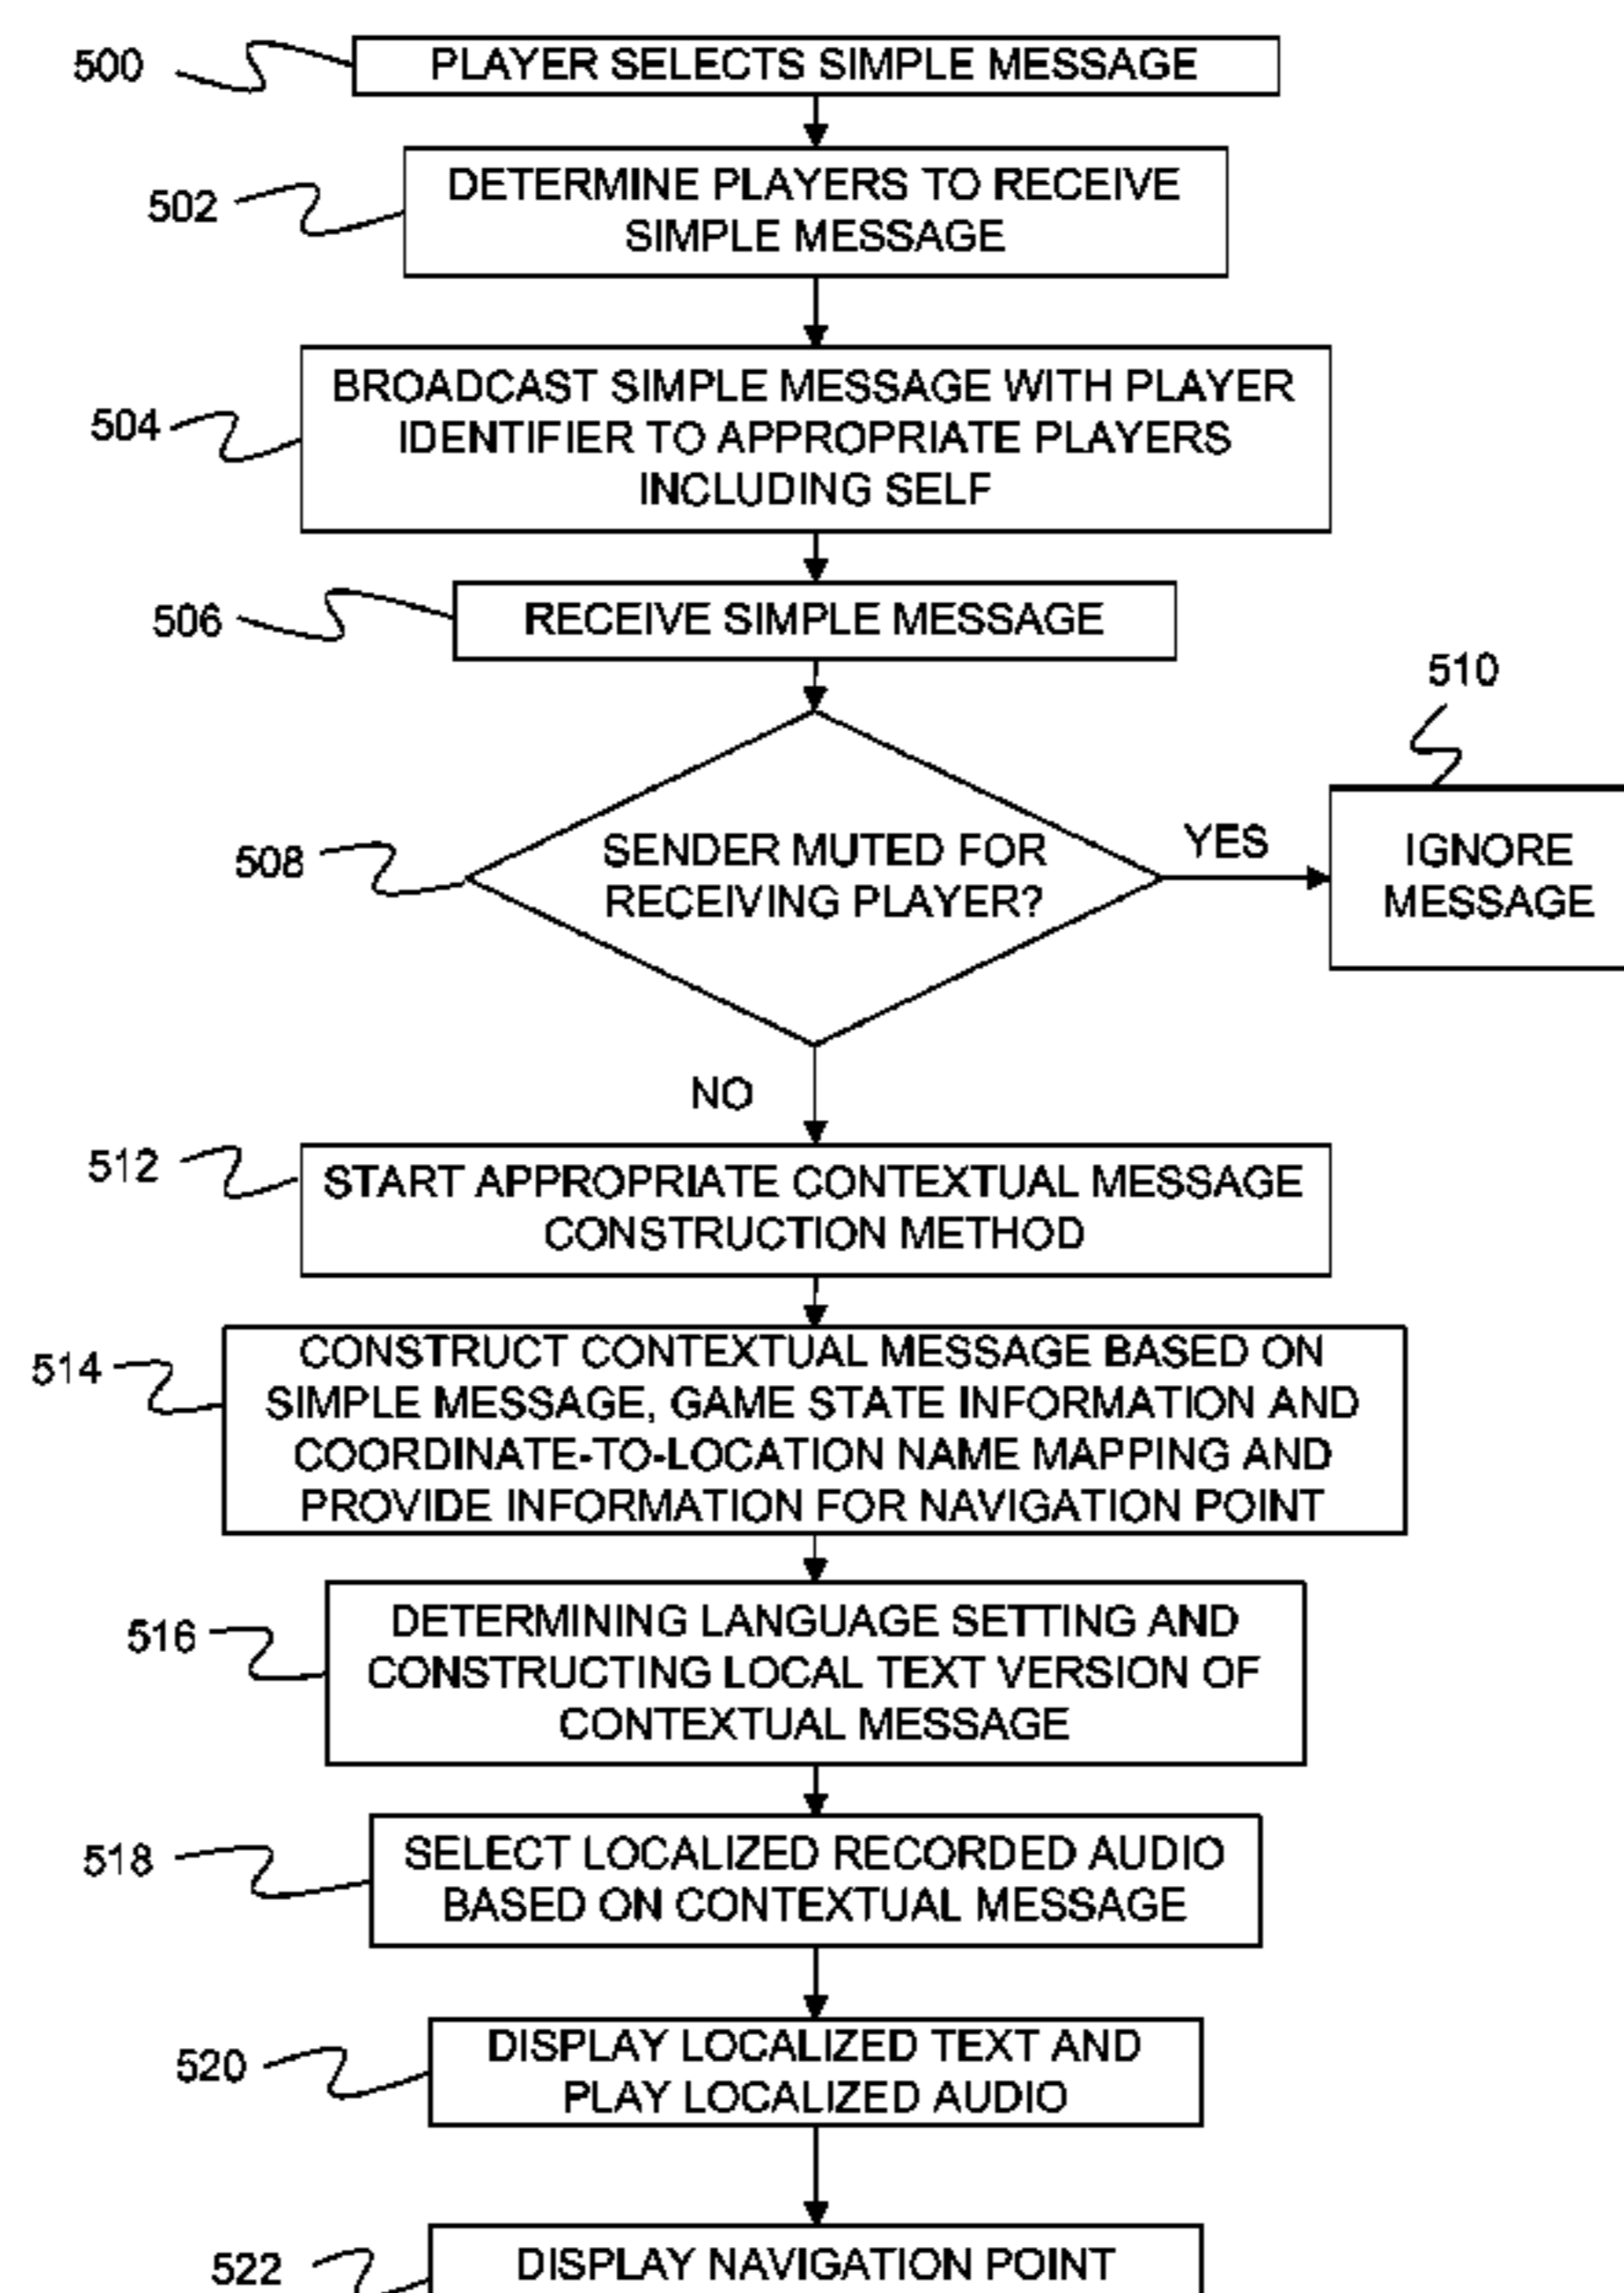 500
PLAYER SELECTS SIMPLE MESSAGE
502
DETERMINE PLAYERS TO RECEIVE
SIMPLE MESSAGE
504
BROADCAST SIMPLE MESSAGE WITH PLAYER
IDENTIFIER TO APPROPRIATE PLAYERS
INCLUDING SELF
506
RECEIVE SIMPLE MESSAGE
508
SENDER MUTED FOR
RECEIVING PLAYER?
YES
510
IGNORE
MESSAGE
NO
512
START APPROPRIATE CONTEXTUAL MESSAGE
CONSTRUCTION METHOD
514
CONSTRUCT CONTEXTUAL MESSAGE BASED ON
SIMPLE MESSAGE, GAME STATE INFORMATION AND
COORDINATE-TO-LOCATION NAME MAPPING AND
PROVIDE INFORMATION FOR NAVIGATION POINT
516
DETERMINING LANGUAGE SETTING AND
CONSTRUCTING LOCAL TEXT VERSION OF
CONTEXTUAL MESSAGE
518
SELECT LOCALIZED RECORDED AUDIO
BASED ON CONTEXTUAL MESSAGE
520
DISPLAY LOCALIZED TEXT AND
PLAY LOCALIZED AUDIO
522
DISPLAY NAVIGATION POINT